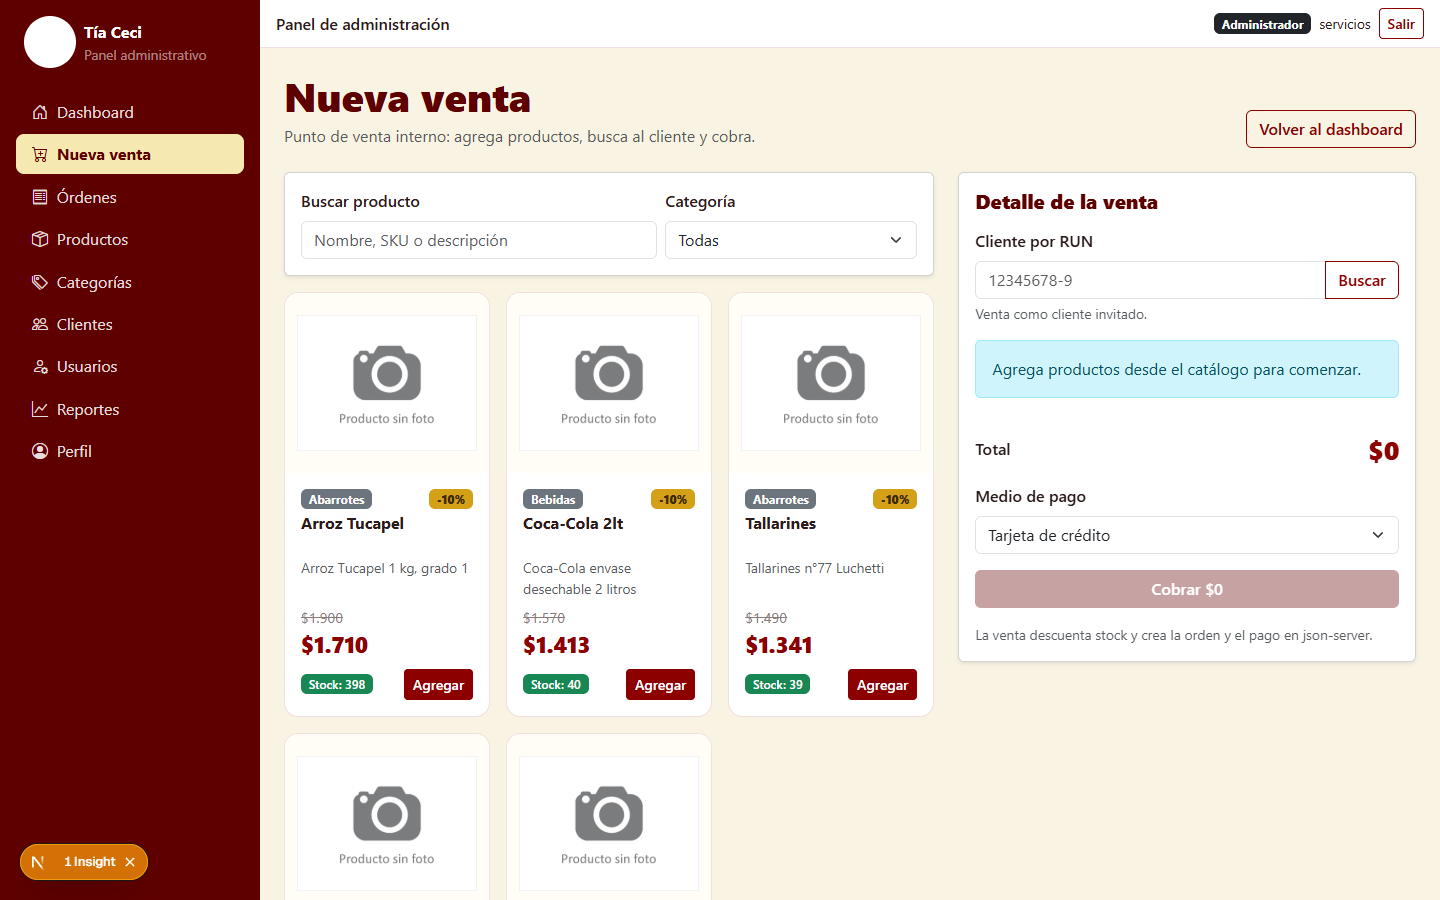 Tía Ceci
Panel administrativo
Dashboard
Nueva venta
Órdenes
Productos
Categorías
Clientes
Usuarios
Reportes
Perfil
1 Insight
Panel de administración
Administrador servicios Salir
Nueva venta
Punto de venta interno: agrega productos, busca al cliente y cobra.
Volver al dashboard
Buscar producto
Nombre, SKU o descripción
Categoría
Todas
Producto sin foto
Abarrotes -10%
Arroz Tucapel
Arroz Tucapel 1 kg, grado 1
$1.900
$1.710
Stock: 398 Agregar
Producto sin foto
Bebidas -10%
Coca-Cola 2lt
Coca-Cola envase
desechable 2 litros
$1.570
$1.413
Stock: 40 Agregar
Producto sin foto
Abarrotes -10%
Tallarines
Tallarines n°77 Luchetti
$1.490
$1.341
Stock: 39 Agregar
Producto sin foto
Producto sin foto
Detalle de la venta
Cliente por RUN
12345678-9 Buscar
Venta como cliente invitado.
Agrega productos desde el catálogo para comenzar.
Total $0
Medio de pago
Tarjeta de crédito
Cobrar $0
La venta descuenta stock y crea la orden y el pago en json-server.